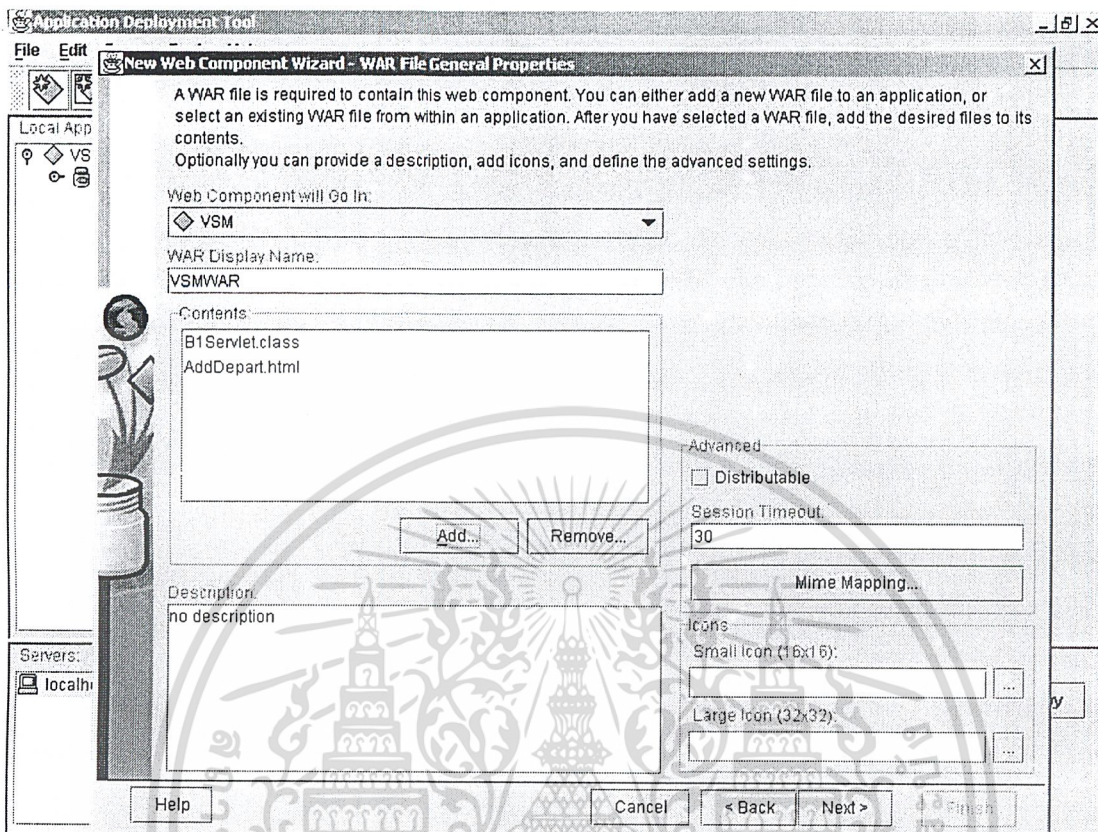 Application Deployment Tool
File Edit
New Web Component Wizard - WAR File General Properties
A WAR file is required to contain this web component. You can either add a new WAR file to an application, or
select an existing WAR file from within an application. After you have selected a WAR file, add the desired files to its
contents.
Optionally you can provide a description, add icons, and define the advanced settings.
Local App
VS
Web Component will Go In:
VSM
WAR Display Name:
VSMWAR
Contents:
B1Servlet.class
AddDepart.html
Add...
Remove...
Advanced
Distributable
Session Timeout:
30
Mime Mapping...
Description:
no description
Icons
Small Icon (16x16):
...
Large Icon (32x32):
...
Servers:
localh
oy
Help
Cancel
< Back
Next >
Finish